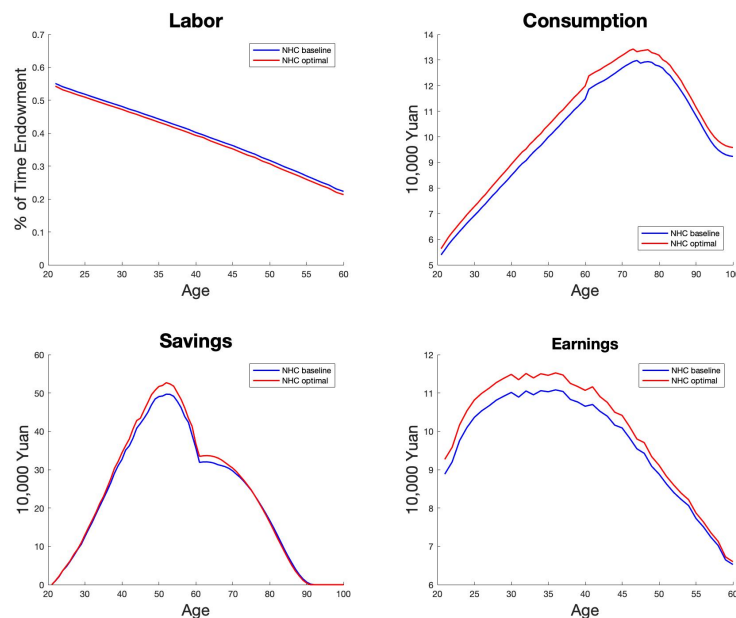 Labor
0.7
0.6
0.5
0.4
0.3
0.2
0.1
0
% of Time Endowment
NHC baseline
NHC optimal
20 25 30 35 40 45 50 55 60
Age
Consumption
14
13
12
11
10
9
8
7
6
5
10,000 Yuan
NHC baseline
NHC optimal
20 30 40 50 60 70 80 90 100
Age
Savings
60
50
40
30
20
10
0
10,000 Yuan
NHC baseline
NHC optimal
20 30 40 50 60 70 80 90 100
Age
Earnings
12
11
10
9
8
7
6
10,000 Yuan
NHC baseline
NHC optimal
20 25 30 35 40 45 50 55 60
Age